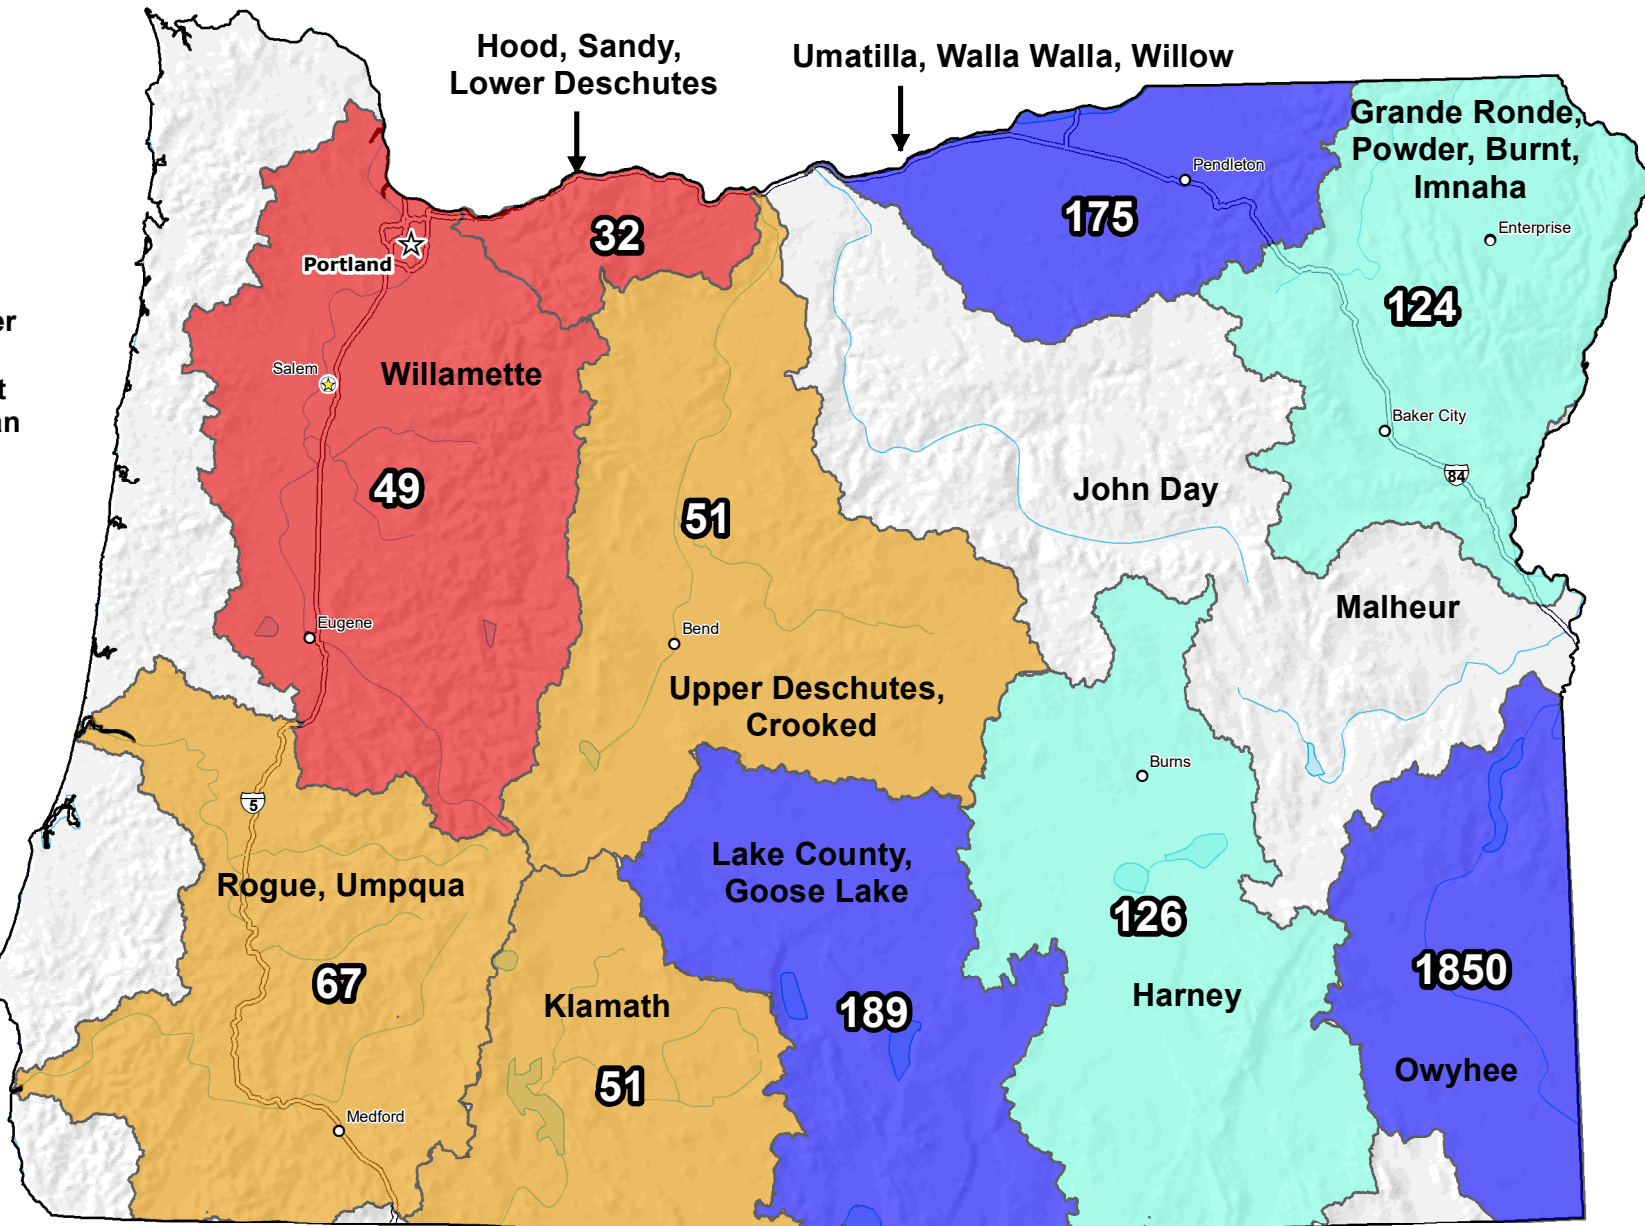 Hood, Sandy,
Lower Deschutes
Umatilla, Walla Walla, Willow
Grande Ronde,
Powder, Burnt,
Imnaha
Pendleton
175
Enterprise
32
Portland
124
er
Salem
Willamette
t
an
Baker City
84
49
51
John Day
Malheur
Eugene
Bend
Upper Deschutes,
Crooked
Burns
5
Lake County,
Goose Lake
Rogue, Umpqua
126
1850
67
Klamath
189
Harney
Owyhee
51
Medford